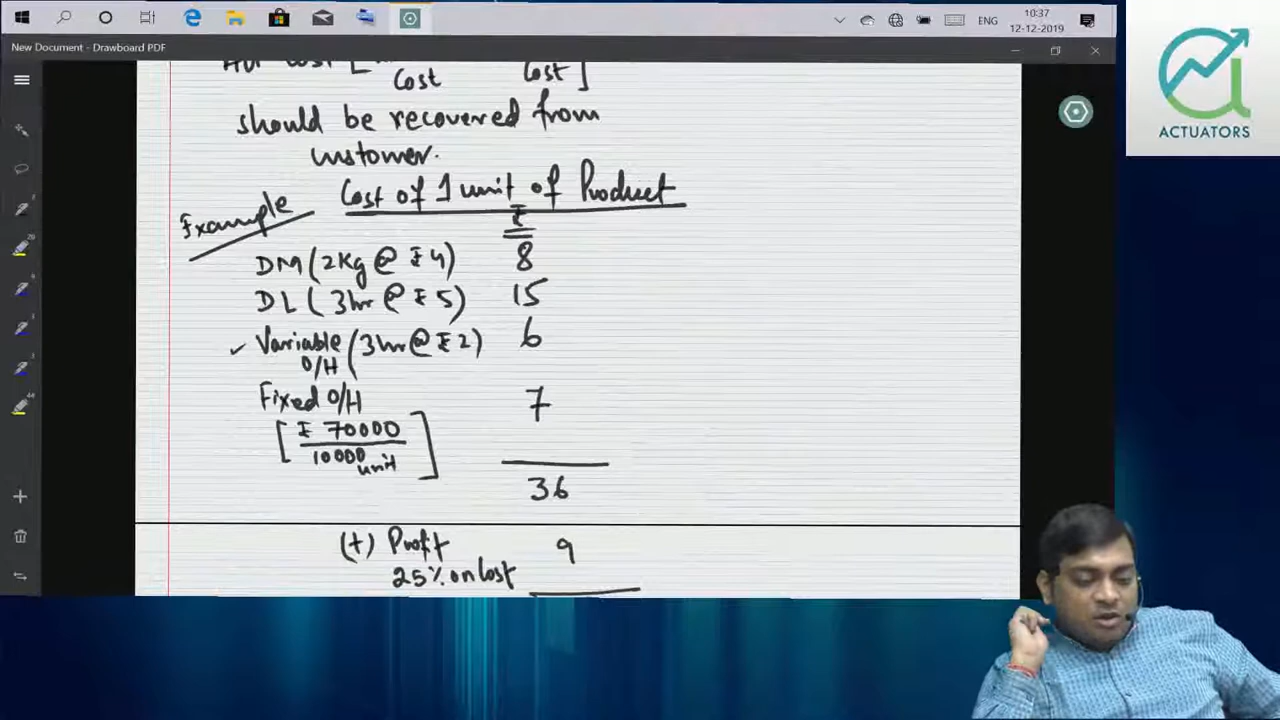 10:37
ENG
12-12-2019
New Document - Drawboard PDF
ACTUATORS
cost [
cost cost ]
should be recovered from
customer.
Example Cost of 1 unit of Product
₹
DM (2Kg @ ₹ 4) 8
DL ( 3hr @ ₹ 5) 15
Variable (3hr @ ₹ 2) 6
O/H
Fixed O/H 7
[ ₹ 70000
10000 unit ]
36
(+) Profit 9
25% on Cost